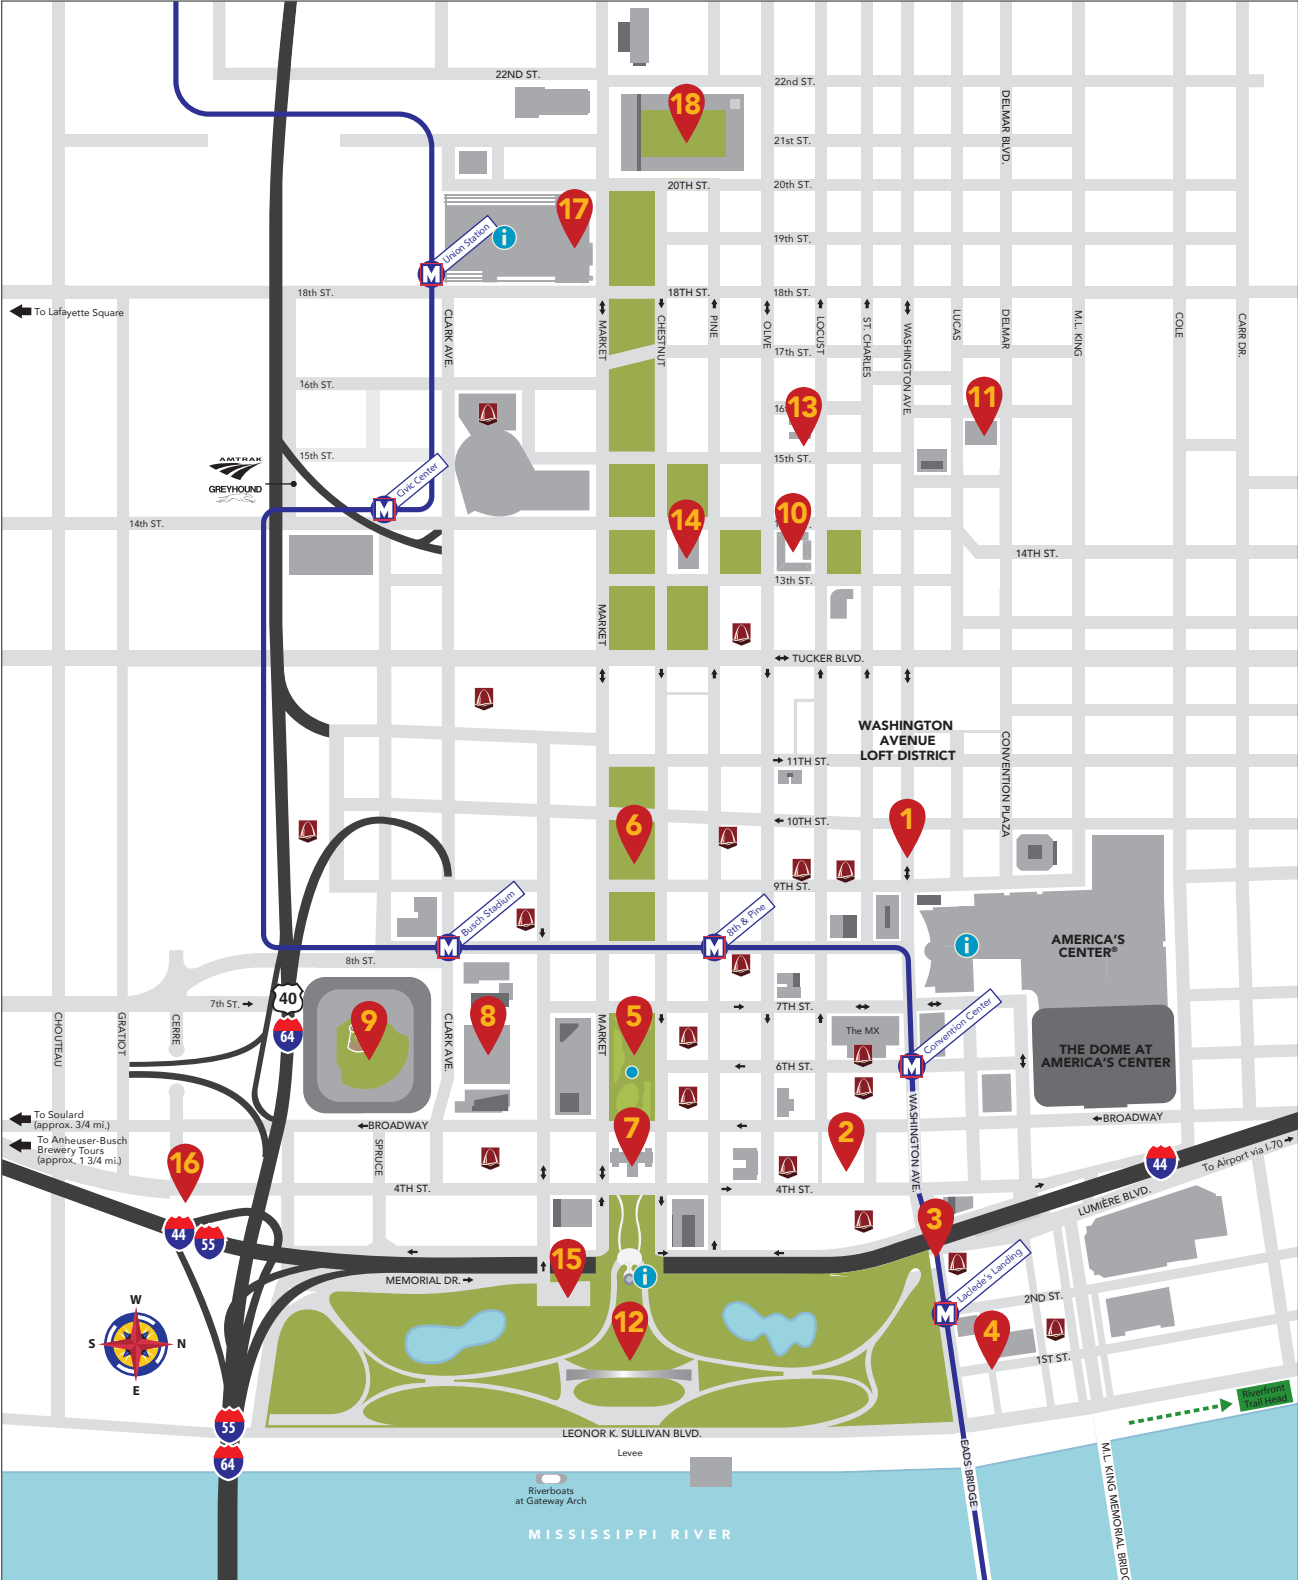 22ND ST.
22nd ST.
DELMAR BLVD.
18
21st ST.
20TH ST.
20th ST.
17
19th ST.
Union Station
i
M
18th ST.
18TH ST.
18th ST.
To Lafayette Square
CLARK AVE.
MARKET
CHESTNUT
PINE
OLIVE
LOCUST
ST. CHARLES
WASHINGTON AVE.
LUCAS
DELMAR
M.L. KING
COLE
CARR DR.
17th ST.
16th ST.
16
13
11
15th ST.
15th ST.
AMTRAK
GREYHOUND
Civic Center
M
14th ST.
14
10
14TH ST.
13th ST.
MARKET
TUCKER BLVD.
WASHINGTON
AVENUE
LOFT DISTRICT
CONVENTION PLAZA
11TH ST.
10TH ST.
6
1
9TH ST.
Busch Stadium
M
8th & Pine
M
i
AMERICA'S
CENTER®
8th ST.
7th ST.
40
64
7TH ST.
CHOUTEAU
GRATIOT
CERRE
9
CLARK AVE.
8
MARKET
5
The MX
Convention Center
M
THE DOME AT
AMERICA'S CENTER
6TH ST.
To Soulard
(approx. 3/4 mi.)
BROADWAY
BROADWAY
To Anheuser-Busch
Brewery Tours
(approx. 1 3/4 mi.)
SPRUCE
7
2
WASHINGTON AVE.
44
To Airport via I-70
16
4TH ST.
4TH ST.
LUMIÈRE BLVD.
44
55
3
15
MEMORIAL DR.
i
Laclede's Landing
M
2ND ST.
12
4
1ST ST.
W
S
N
E
Riverfront
Trail Head
55
LEONOR K. SULLIVAN BLVD.
Levee
64
Riverboats
at Gateway Arch
EADS BRIDGE
M.L. KING MEMORIAL BRIDG
MISSISSIPPI RIVER